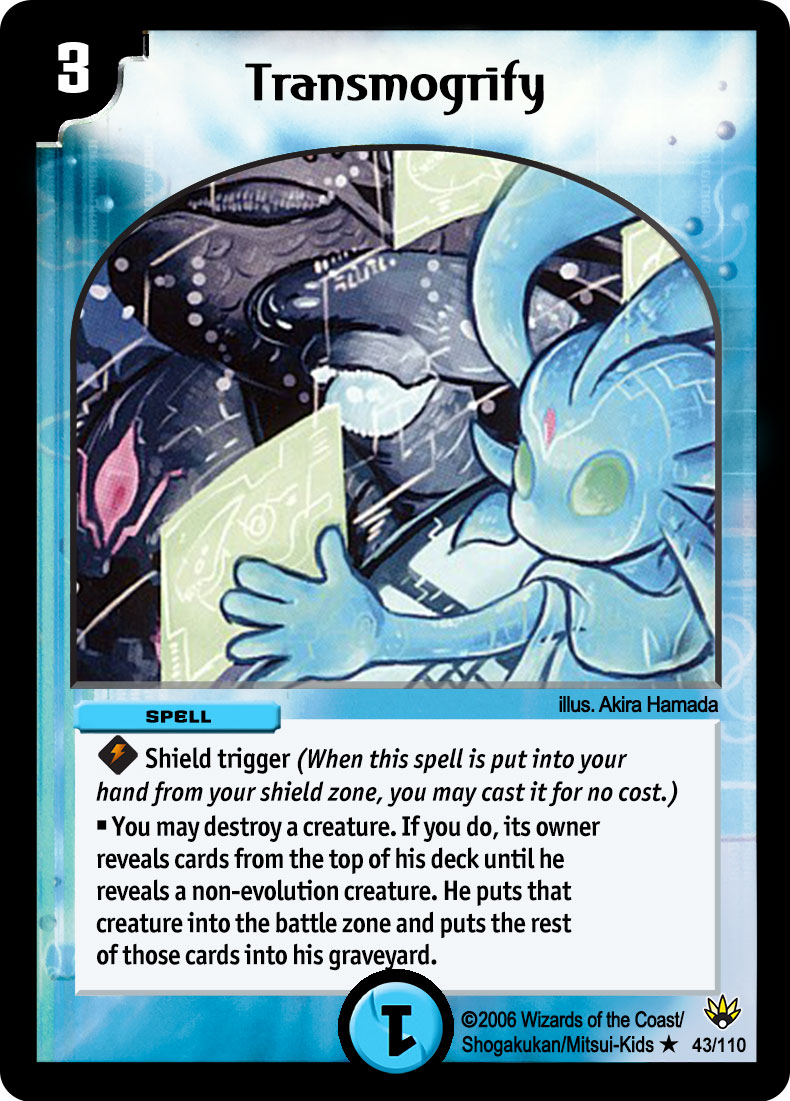 3
Transmogrify
illus. Akira Hamada
SPELL
Shield trigger (When this spell is put into your
hand from your shield zone, you may cast it for no cost.)
▪ You may destroy a creature. If you do, its owner
reveals cards from the top of his deck until he
reveals a non-evolution creature. He puts that
creature into the battle zone and puts the rest
of those cards into his graveyard.
1
©2006 Wizards of the Coast/
Shogakukan/Mitsui-Kids ★ 43/110